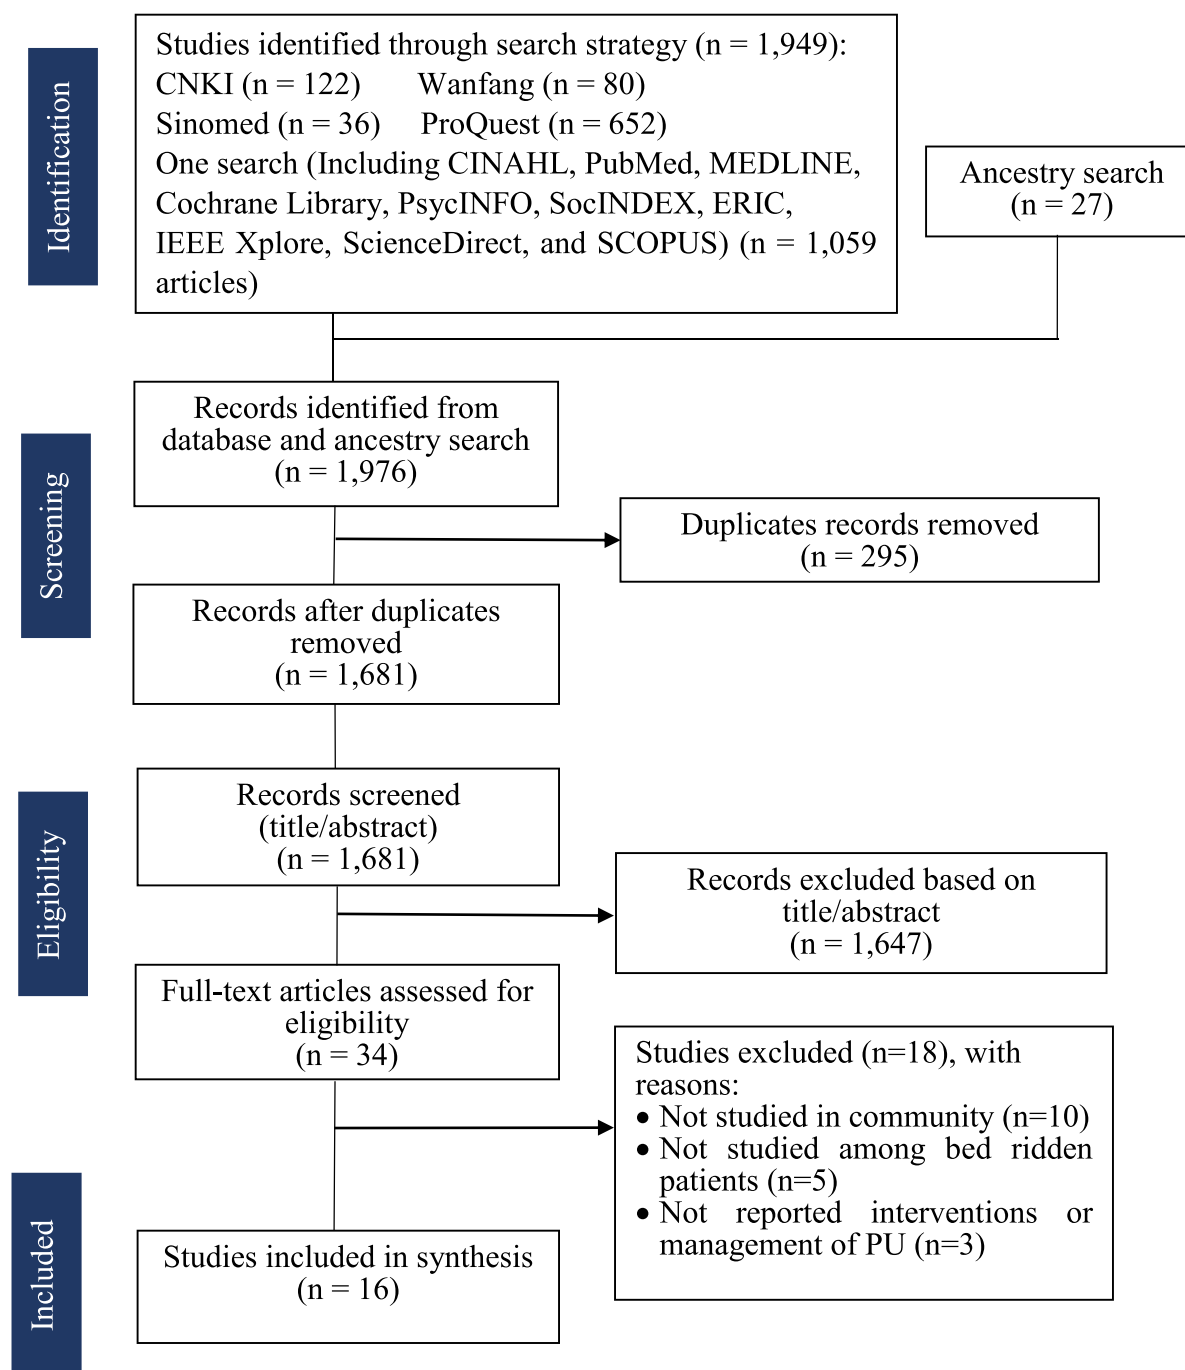 Identification
Studies identified through search strategy (n = 1,949):
CNKI (n = 122) Wanfang (n = 80)
Sinomed (n = 36) ProQuest (n = 652)
One search (Including CINAHL, PubMed, MEDLINE,
Cochrane Library, PsycINFO, SocINDEX, ERIC,
IEEE Xplore, ScienceDirect, and SCOPUS) (n = 1,059
articles)
Ancestry search
(n = 27)
Screening
Records identified from
database and ancestry search
(n = 1,976)
Duplicates records removed
(n = 295)
Records after duplicates
removed
(n = 1,681)
Eligibility
Records screened
(title/abstract)
(n = 1,681)
Records excluded based on
title/abstract
(n = 1,647)
Full-text articles assessed for
eligibility
(n = 34)
Studies excluded (n=18), with
reasons:
• Not studied in community (n=10)
• Not studied among bed ridden
patients (n=5)
• Not reported interventions or
management of PU (n=3)
Included
Studies included in synthesis
(n = 16)